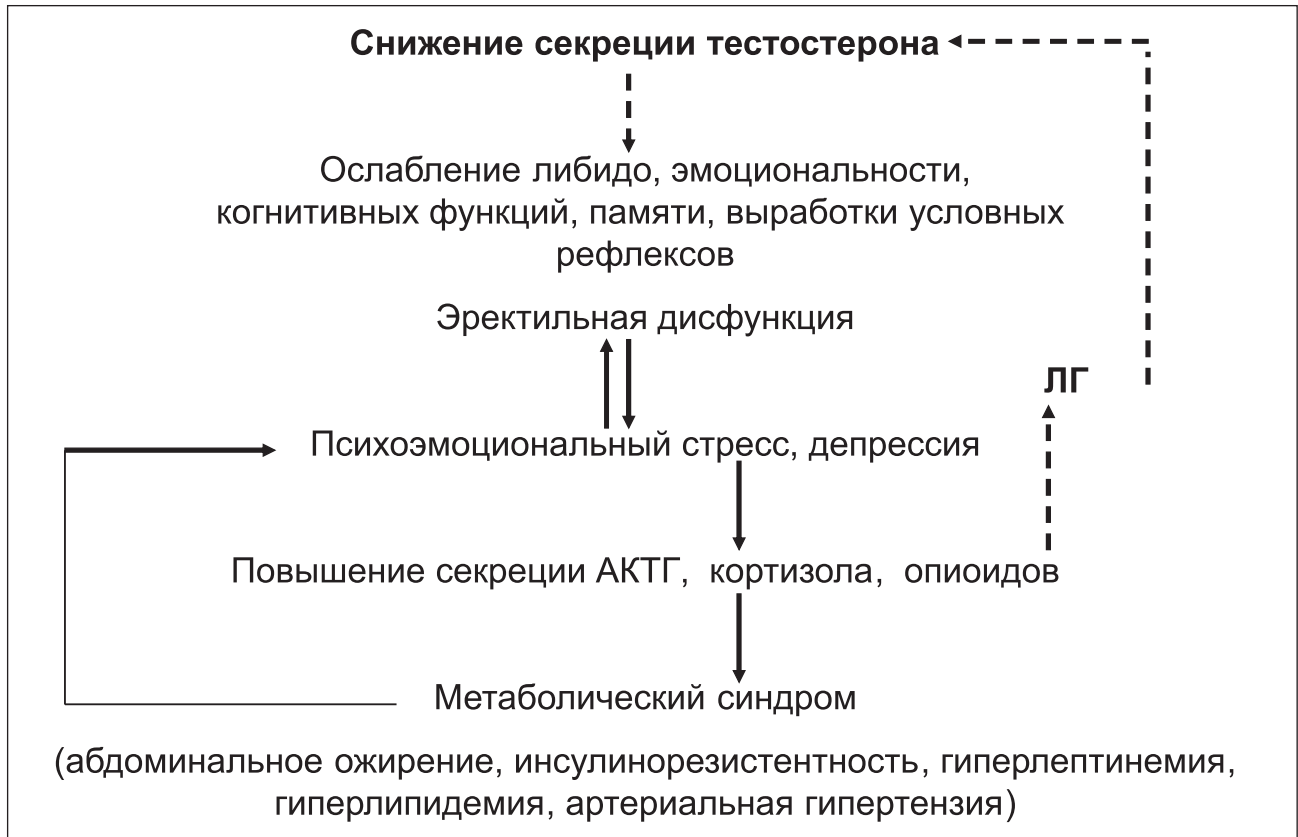 Снижение секреции тестостерона
Ослабление либидо, эмоциональности,
когнитивных функций, памяти, выработки условных
рефлексов
Эректильная дисфункция
ЛГ
Психоэмоциональный стресс, депрессия
Повышение секреции АКТГ, кортизола, опиоидов
Метаболический синдром
(абдоминальное ожирение, инсулинорезистентность, гиперлептинемия,
гиперлипидемия, артериальная гипертензия)